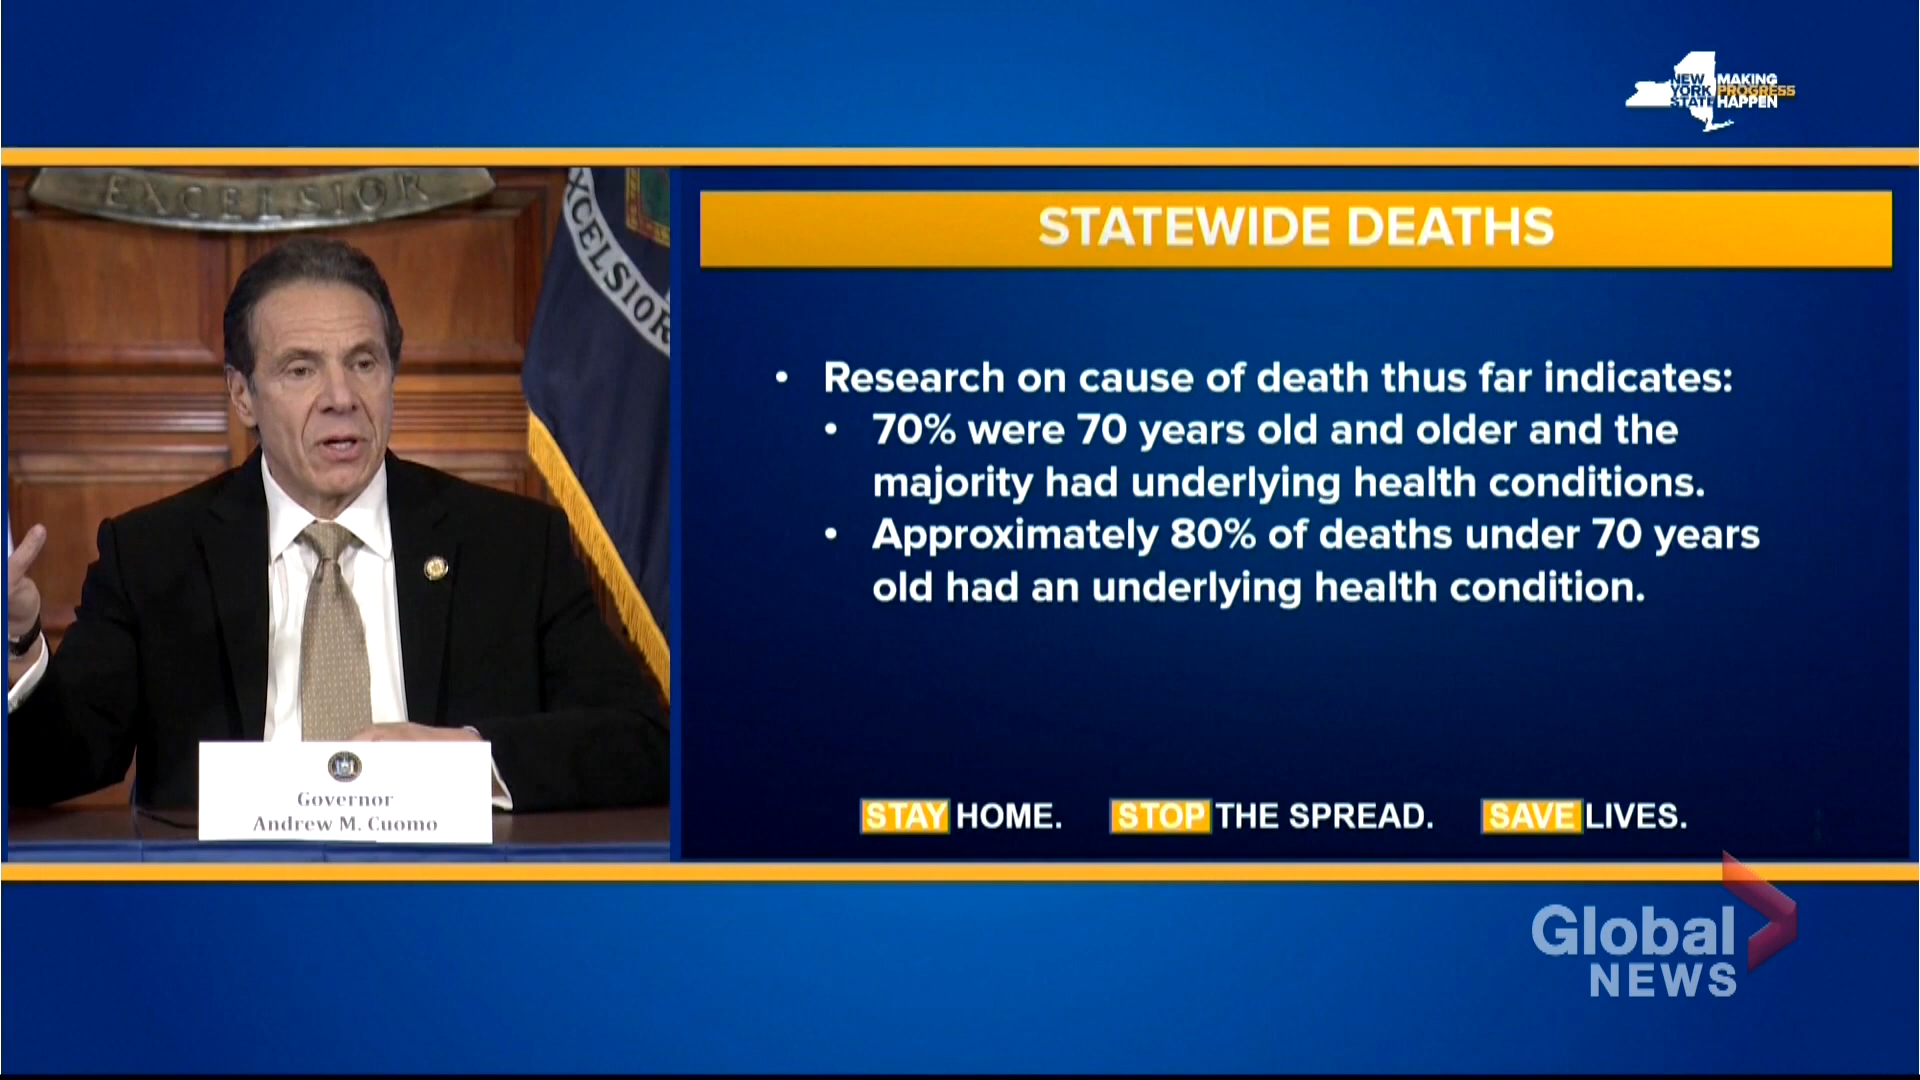 NEW
YORK
STATE
MAKING
PROGRESS
HAPPEN
EXCELSIOR
XCELSIOR
STATEWIDE DEATHS
• Research on cause of death thus far indicates:
• 70% were 70 years old and older and the
majority had underlying health conditions.
• Approximately 80% of deaths under 70 years
old had an underlying health condition.
Governor
Andrew M. Cuomo
STAY HOME. STOP THE SPREAD. SAVE LIVES.
Global
NEWS